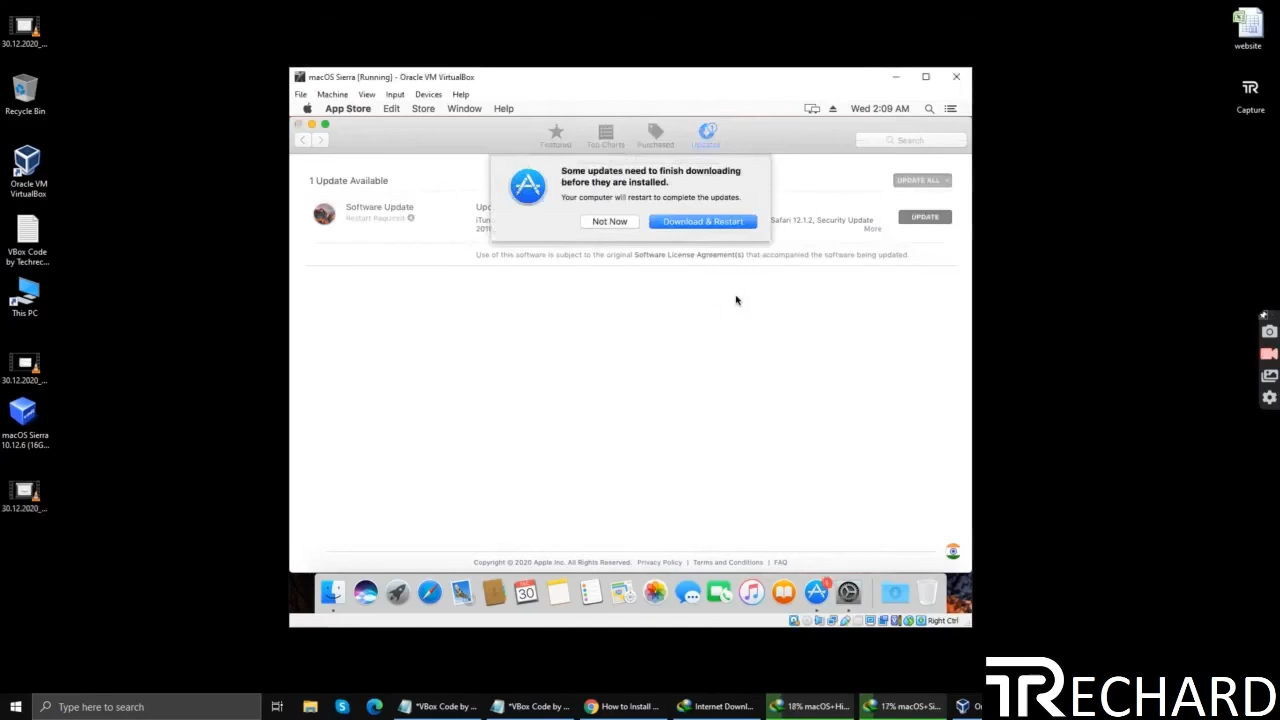 30.12.2020_...
Recycle Bin
Oracle VM
VirtualBox
VBox Code
by Techrec...
This PC
30.12.2020_...
macOS Sierra
10.12.6 (16G...
30.12.2020_...
website
Capture
macOS Sierra [Running] - Oracle VM VirtualBox
File Machine View Input Devices Help
App Store Edit Store Window Help Wed 2:09 AM
Featured Top Charts Purchased Updates
Search
Some updates need to finish downloading
before they are installed.
Your computer will restart to complete the updates.
Not Now Download & Restart
1 Update Available UPDATE ALL
Software Update Upd
Restart Required iTun Safari 12.1.2, Security Update UPDATE
2019 More
Use of this software is subject to the original Software License Agreement(s) that accompanied the software being updated.
Copyright © 2020 Apple Inc. All Rights Reserved. Privacy Policy | Terms and Conditions | FAQ
DEC
30
1
Right Ctrl
TRECHARD
Type here to search
*VBox Code by ... *VBox Code by ... How to Install ... Internet Downl... 18% macOS+Hi... 17% macOS+Si...